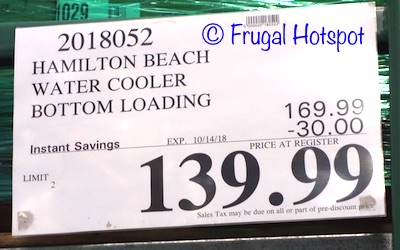 1029
2018052
© Frugal Hotspot
HAMILTON BEACH
WATER COOLER
BOTTOM LOADING
169.99
-30.00
Instant Savings EXP. 10/14/18 PRICE AT REGISTER
LIMIT
2
139.99
Sales Tax may be due on all or part of pre-discount price